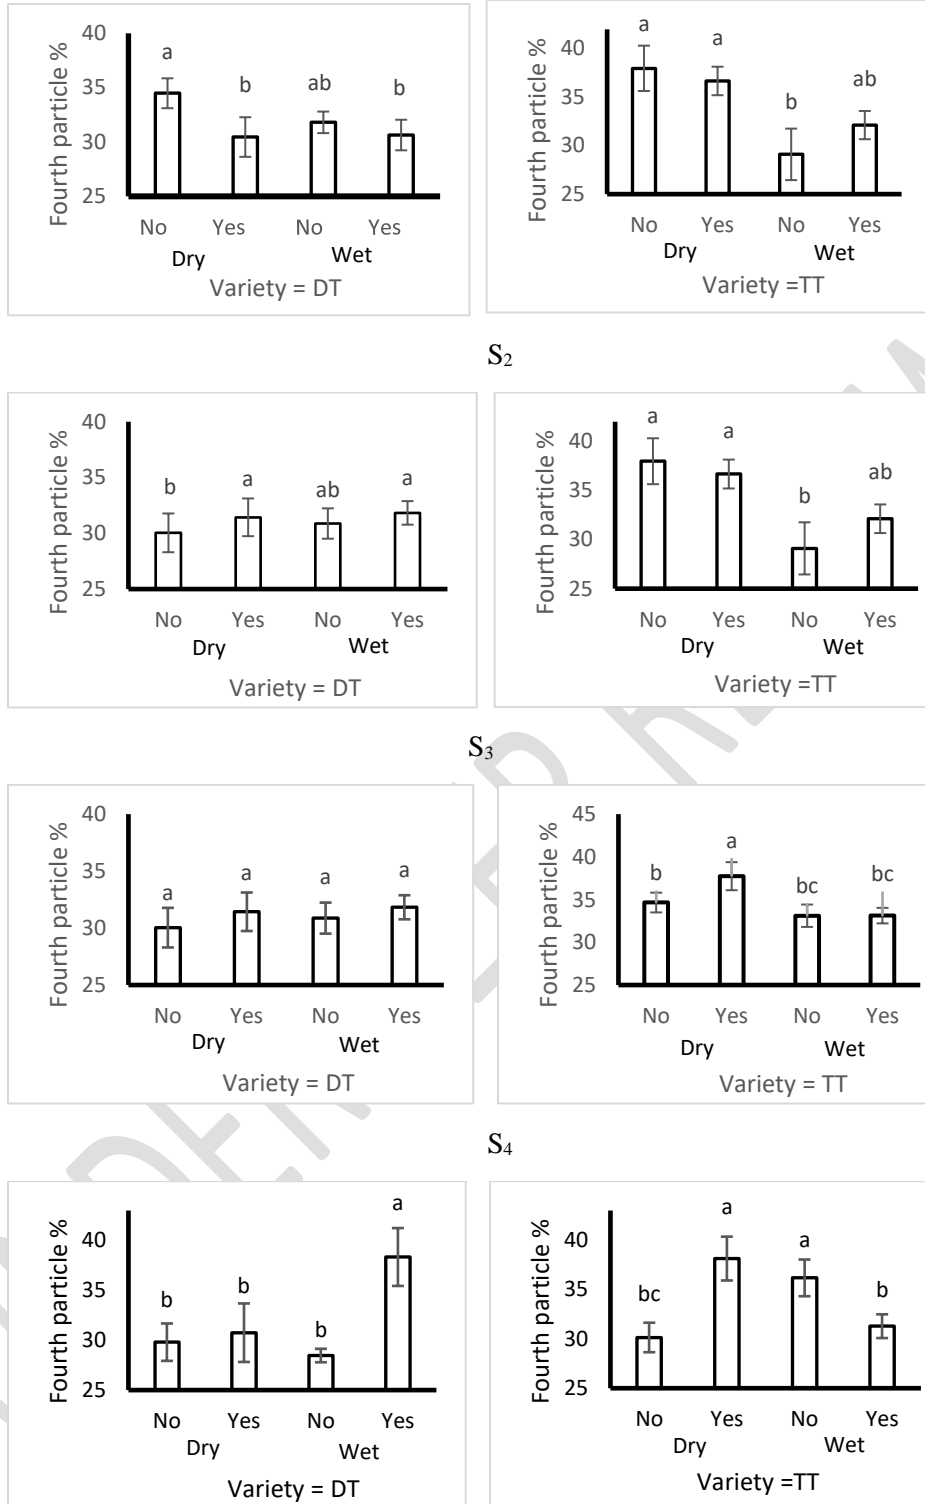 40
35
30
25
Fourth particle %
a
b
ab
b
No
Yes
No
Yes
Dry
Wet
Variety = DT
40
35
30
25
Fourth particle %
a
a
b
ab
No
Yes
No
Yes
Dry
Wet
Variety =TT
S2
40
35
30
25
Fourth particle %
b
a
ab
a
No
Yes
No
Yes
Dry
Wet
Variety = DT
40
35
30
25
Fourth particle %
a
a
b
ab
No
Yes
No
Yes
Dry
Wet
Variety =TT
S3
40
35
30
25
Fourth particle %
a
a
a
a
No
Yes
No
Yes
Dry
Wet
Variety = DT
45
40
35
30
25
Fourth particle %
b
a
bc
bc
No
Yes
No
Yes
Dry
Wet
Variety = TT
S4
40
35
30
25
Fourth particle %
b
b
b
a
No
Yes
No
Yes
Dry
Wet
Variety = DT
40
35
30
25
Fourth particle %
bc
a
a
b
No
Yes
No
Yes
Dry
Wet
Variety =TT